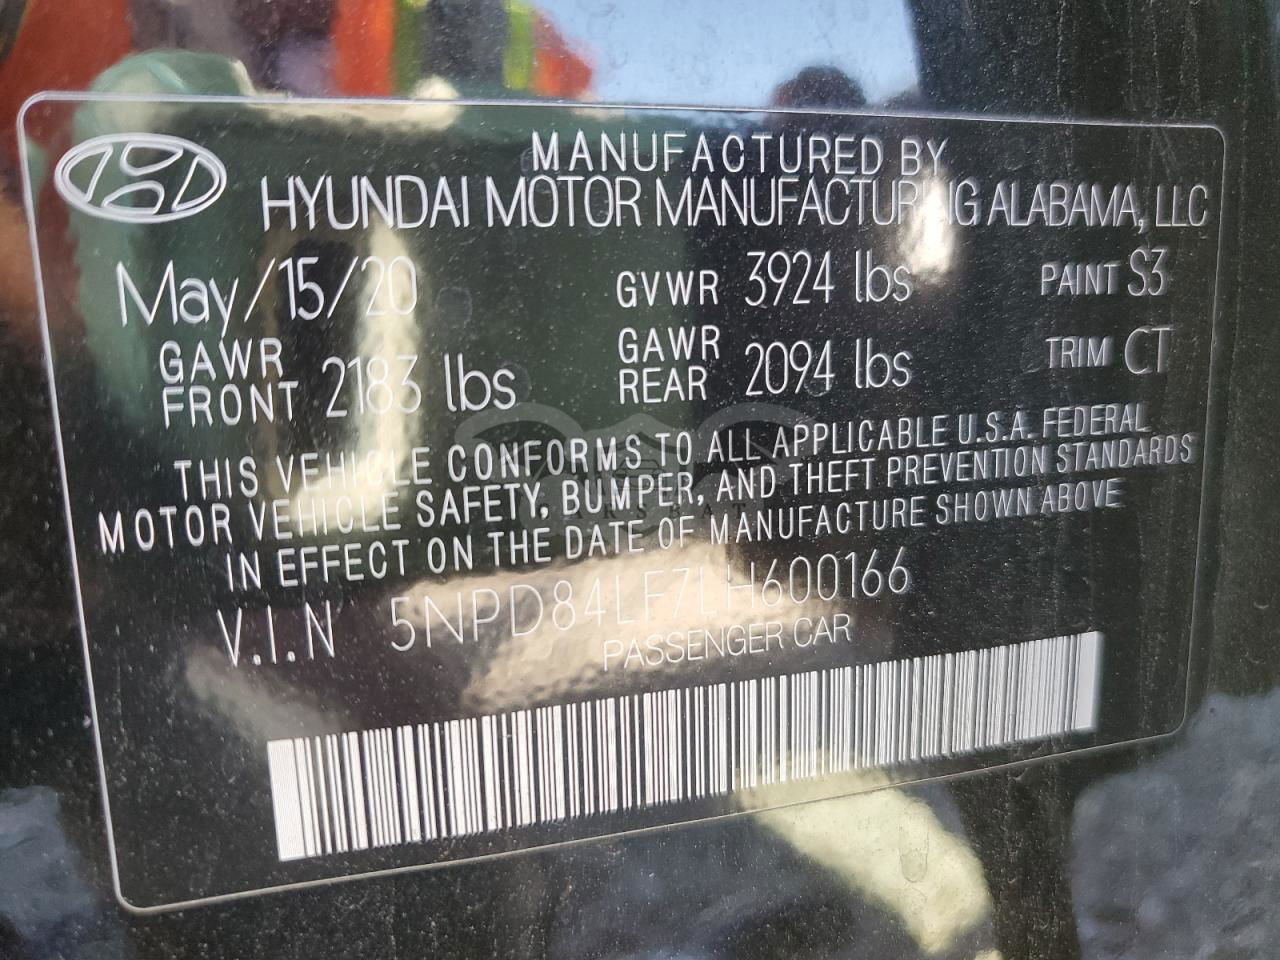 MANUFACTURED BY
HYUNDAI MOTOR MANUFACTURING ALABAMA, LLC
May/15/20 GVWR 3924 lbs PAINT S3
GAWR FRONT 2183 lbs GAWR REAR 2094 lbs TRIM CT
THIS VEHICLE CONFORMS TO ALL APPLICABLE U.S.A. FEDERAL
MOTOR VEHICLE SAFETY, BUMPER, AND THEFT PREVENTION STANDARDS
IN EFFECT ON THE DATE OF MANUFACTURE SHOWN ABOVE
V.I.N 5NPD84LF7LH600166
PASSENGER CAR